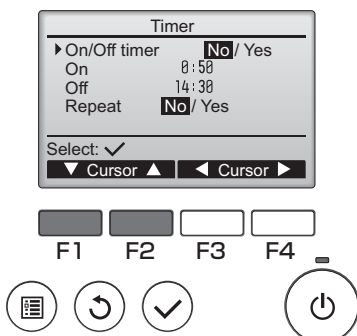 Timer
On/Off timer No / Yes
On 0:50
Off 14:30
Repeat No / Yes
Select: ✓
▼ Cursor ▲ ◀ Cursor ▶
F1 F2 F3 F4